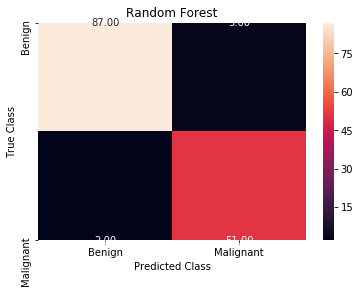 Random Forest
Benign
Malignant
True Class
87.00
51.00
Benign
Malignant
Predicted Class
75
60
45
30
15